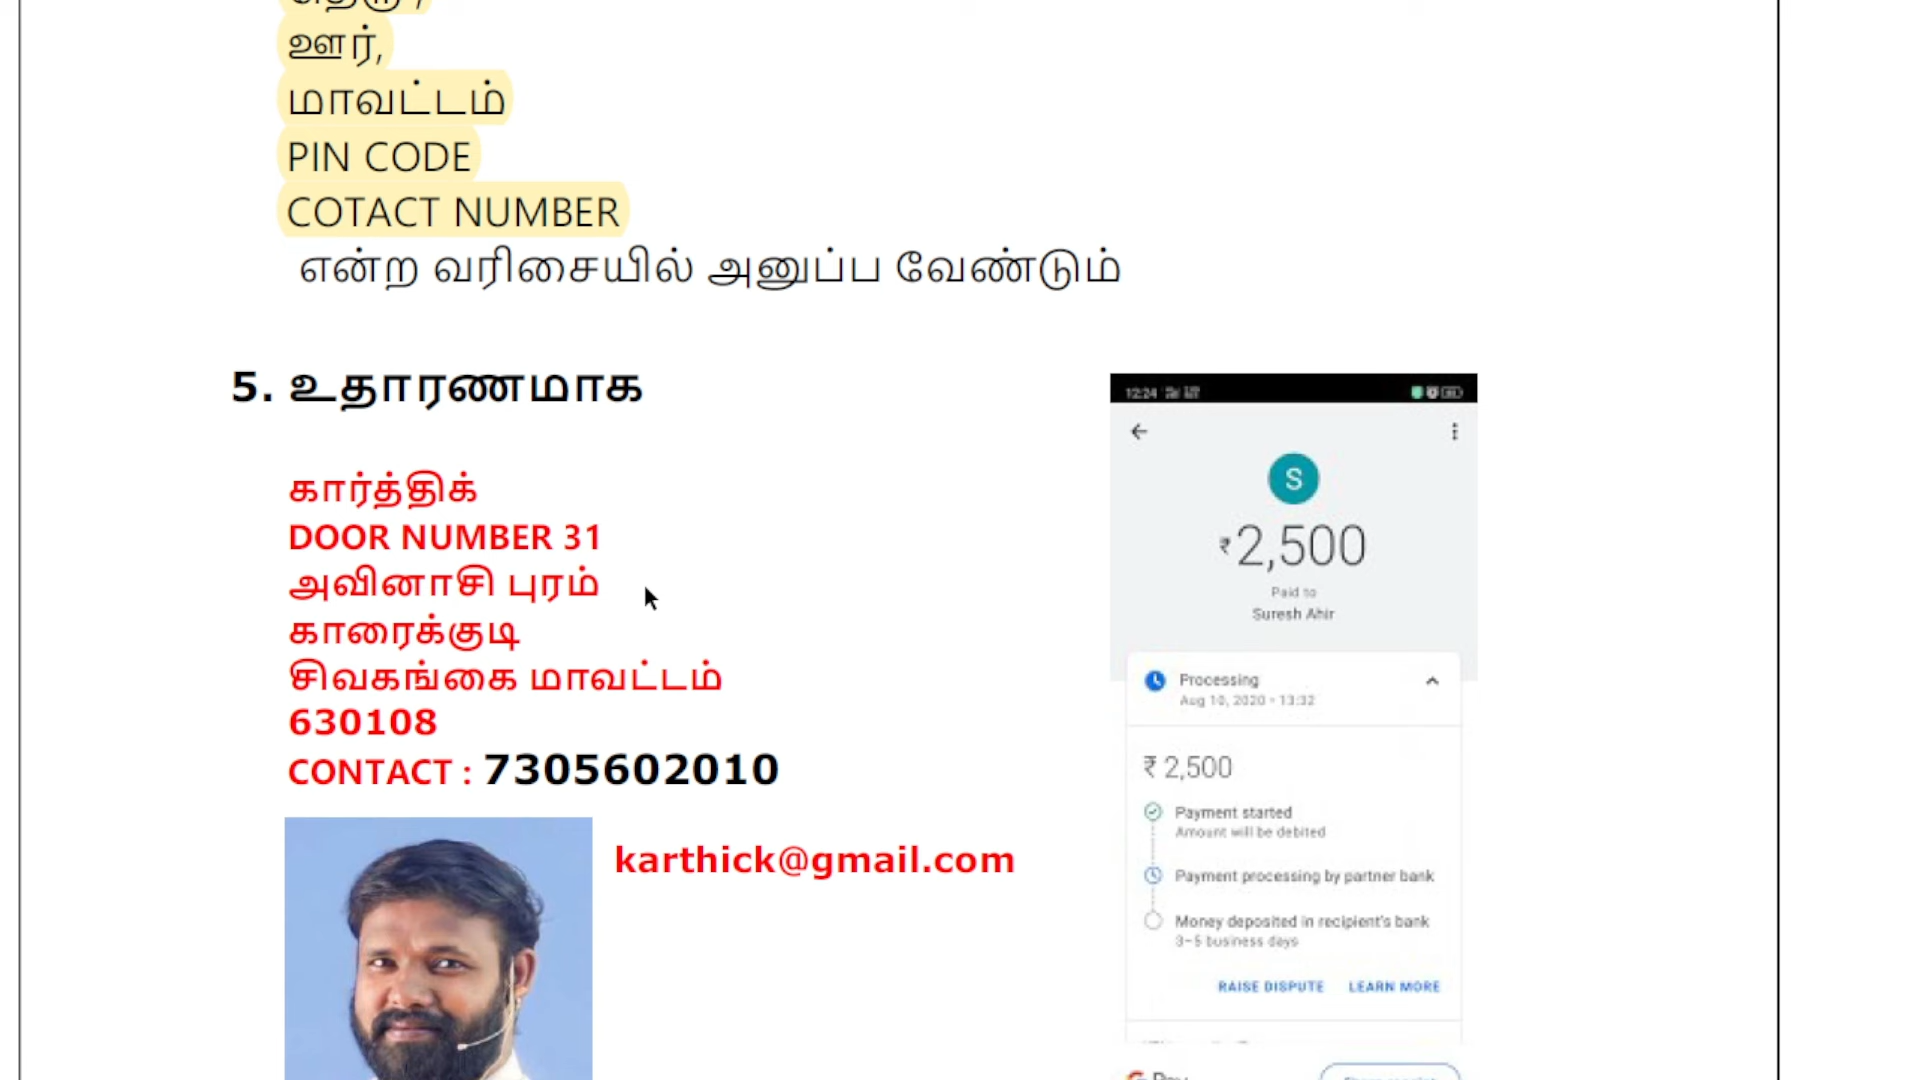 ஊர்,
மாவட்டம்
PIN CODE
COTACT NUMBER
என்ற வரிசையில் அனுப்ப வேண்டும்
5. உதாரணமாக
கார்த்திக்
DOOR NUMBER 31
அவினாசி புரம்
காரைக்குடி
சிவகங்கை மாவட்டம்
630108
CONTACT : 7305602010
karthick@gmail.com
12:24
S
₹2,500
Paid to
Suresh Ahir
Processing
Aug 10, 2020 • 13:32
₹ 2,500
Payment started
Amount will be debited
Payment processing by partner bank
Money deposited in recipient's bank
3-5 business days
RAISE DISPUTE LEARN MORE